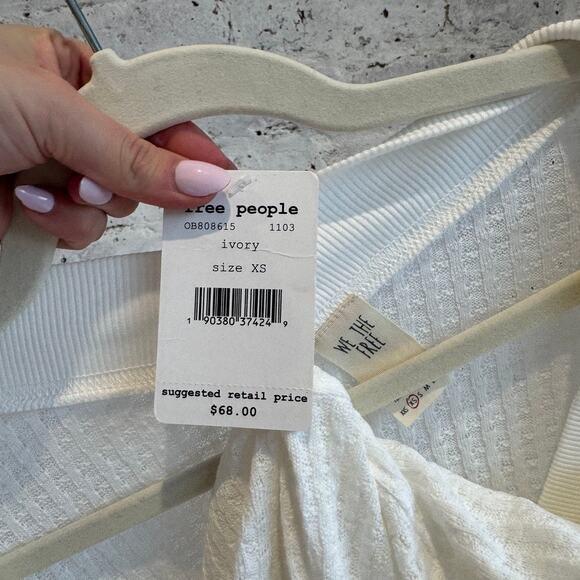 free people
OB808615 1103
ivory
size XS
1 90380 37424 9
suggested retail price
$68.00
WE THE
FREE
XS S M